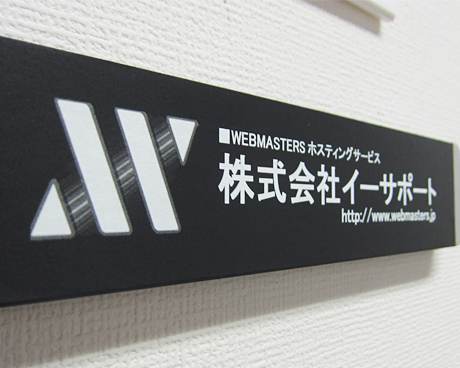 ■WEBMASTERS ホスティングサービス
株式会社イーサポート
http://www.webmasters.jp